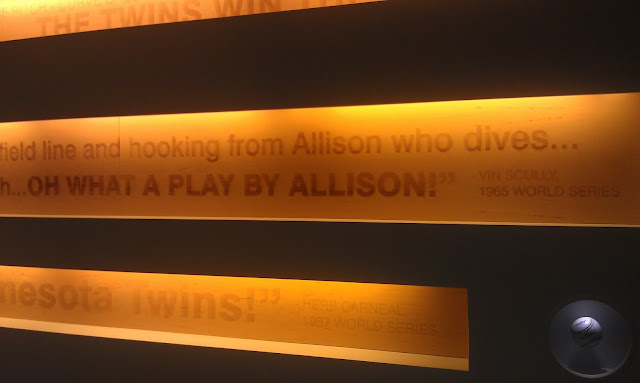 THE TWINS WIN
field line and hooking from Allison who dives...
...OH WHAT A PLAY BY ALLISON!"
VIN SCULLY,
1965 WORLD SERIES
nesota Twins!"
HERB CARNEAL,
1987 WORLD SERIES